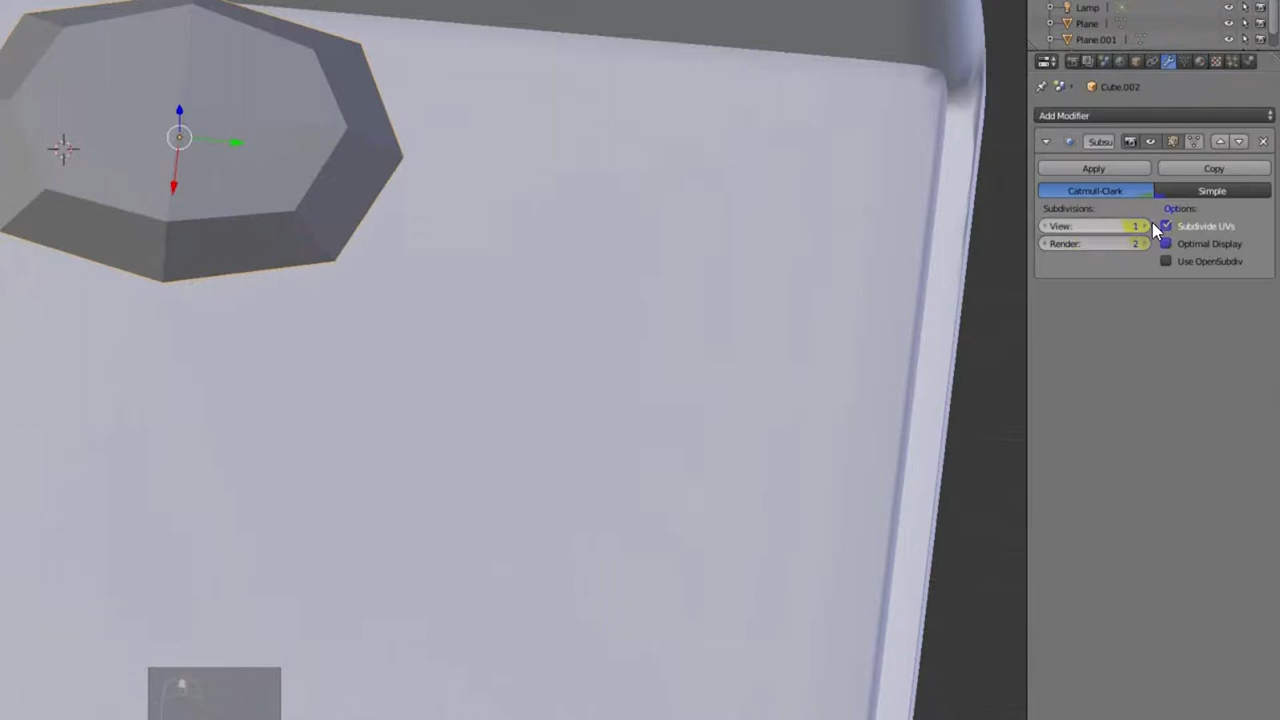 Lamp
Plane
Plane.001
Cube.002
Add Modifier
Subsu
Apply
Copy
Catmull-Clark
Simple
Subdivisions:
Options:
View: 1
Subdivide UVs
Render: 2
Optimal Display
Use OpenSubdiv